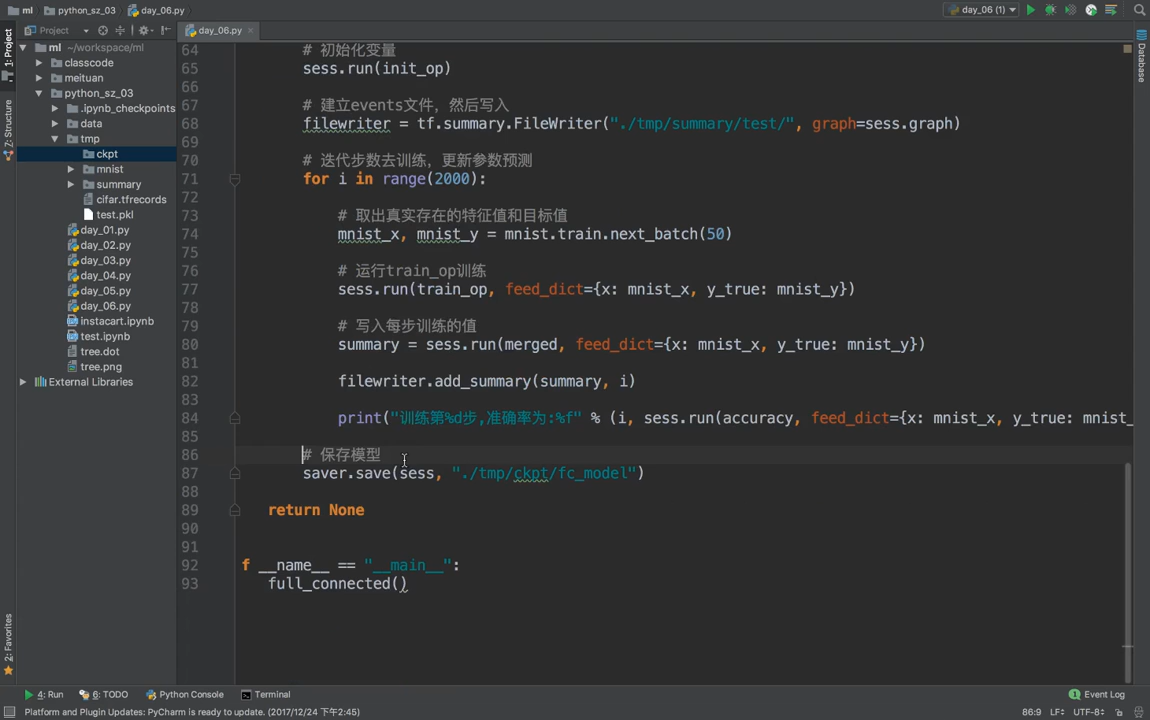 ml
python_sz_03
day_06.py
day_06 (1)
Project
day_06.py
1: Project
Z: Structure
2: Favorites
Database
ml ~/workspace/ml
classcode
meituan
python_sz_03
.ipynb_checkpoints
data
tmp
ckpt
mnist
summary
cifar.tfrecords
test.pkl
day_01.py
day_02.py
day_03.py
day_04.py
day_05.py
day_06.py
instacart.ipynb
test.ipynb
tree.dot
tree.png
External Libraries
64 # 初始化变量
65 sess.run(init_op)
66
67 # 建立events文件，然后写入
68 filewriter = tf.summary.FileWriter("./tmp/summary/test/", graph=sess.graph)
69
70 # 迭代步数去训练，更新参数预测
71 for i in range(2000):
72
73 # 取出真实存在的特征值和目标值
74 mnist_x, mnist_y = mnist.train.next_batch(50)
75
76 # 运行train_op训练
77 sess.run(train_op, feed_dict={x: mnist_x, y_true: mnist_y})
78
79 # 写入每步训练的值
80 summary = sess.run(merged, feed_dict={x: mnist_x, y_true: mnist_y})
81
82 filewriter.add_summary(summary, i)
83
84 print("训练第%d步,准确率为:%f" % (i, sess.run(accuracy, feed_dict={x: mnist_x, y_true: mnist_
85
86 # 保存模型
87 saver.save(sess, "./tmp/ckpt/fc_model")
88
89 return None
90
91
92 f __name__ == "__main__":
93 full_connected()
4: Run
6: TODO
Python Console
Terminal
1 Event Log
Platform and Plugin Updates: PyCharm is ready to update. (2017/12/24 下午2:45)
86:9 LF÷ UTF-8÷